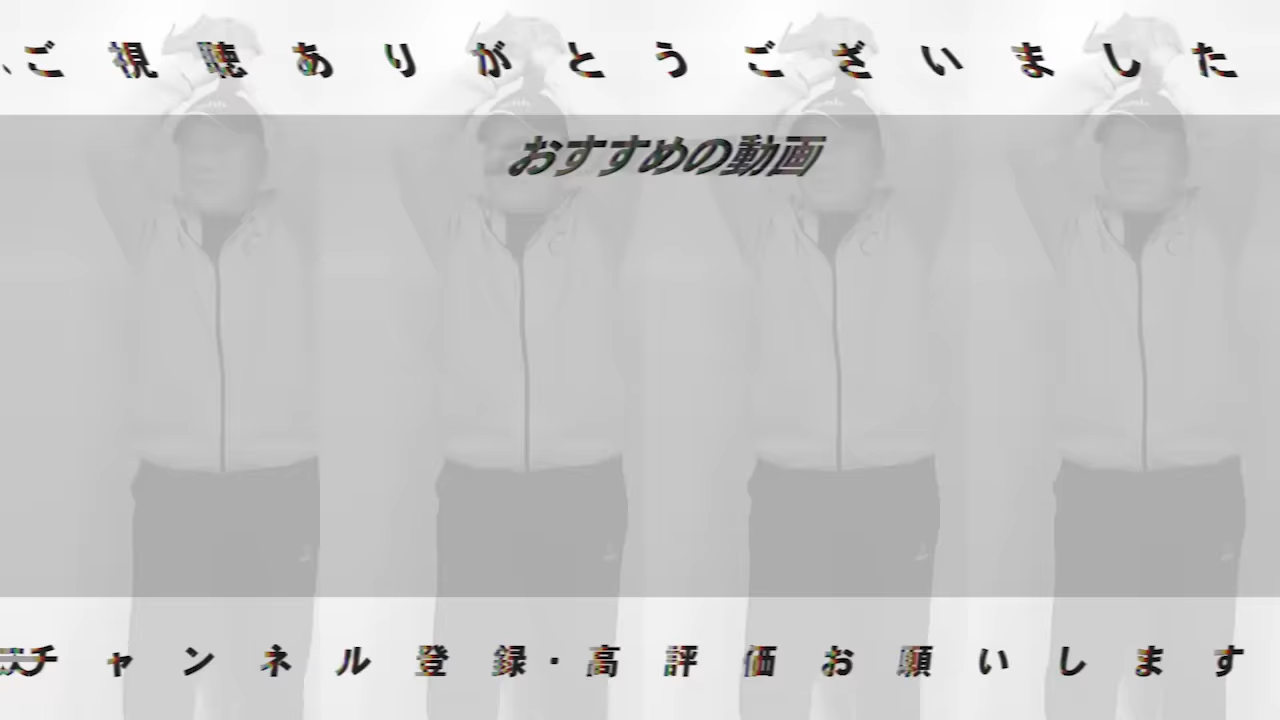 ご視聴ありがとうございました
おすすめの動画
チャンネル登録・高評価お願いします